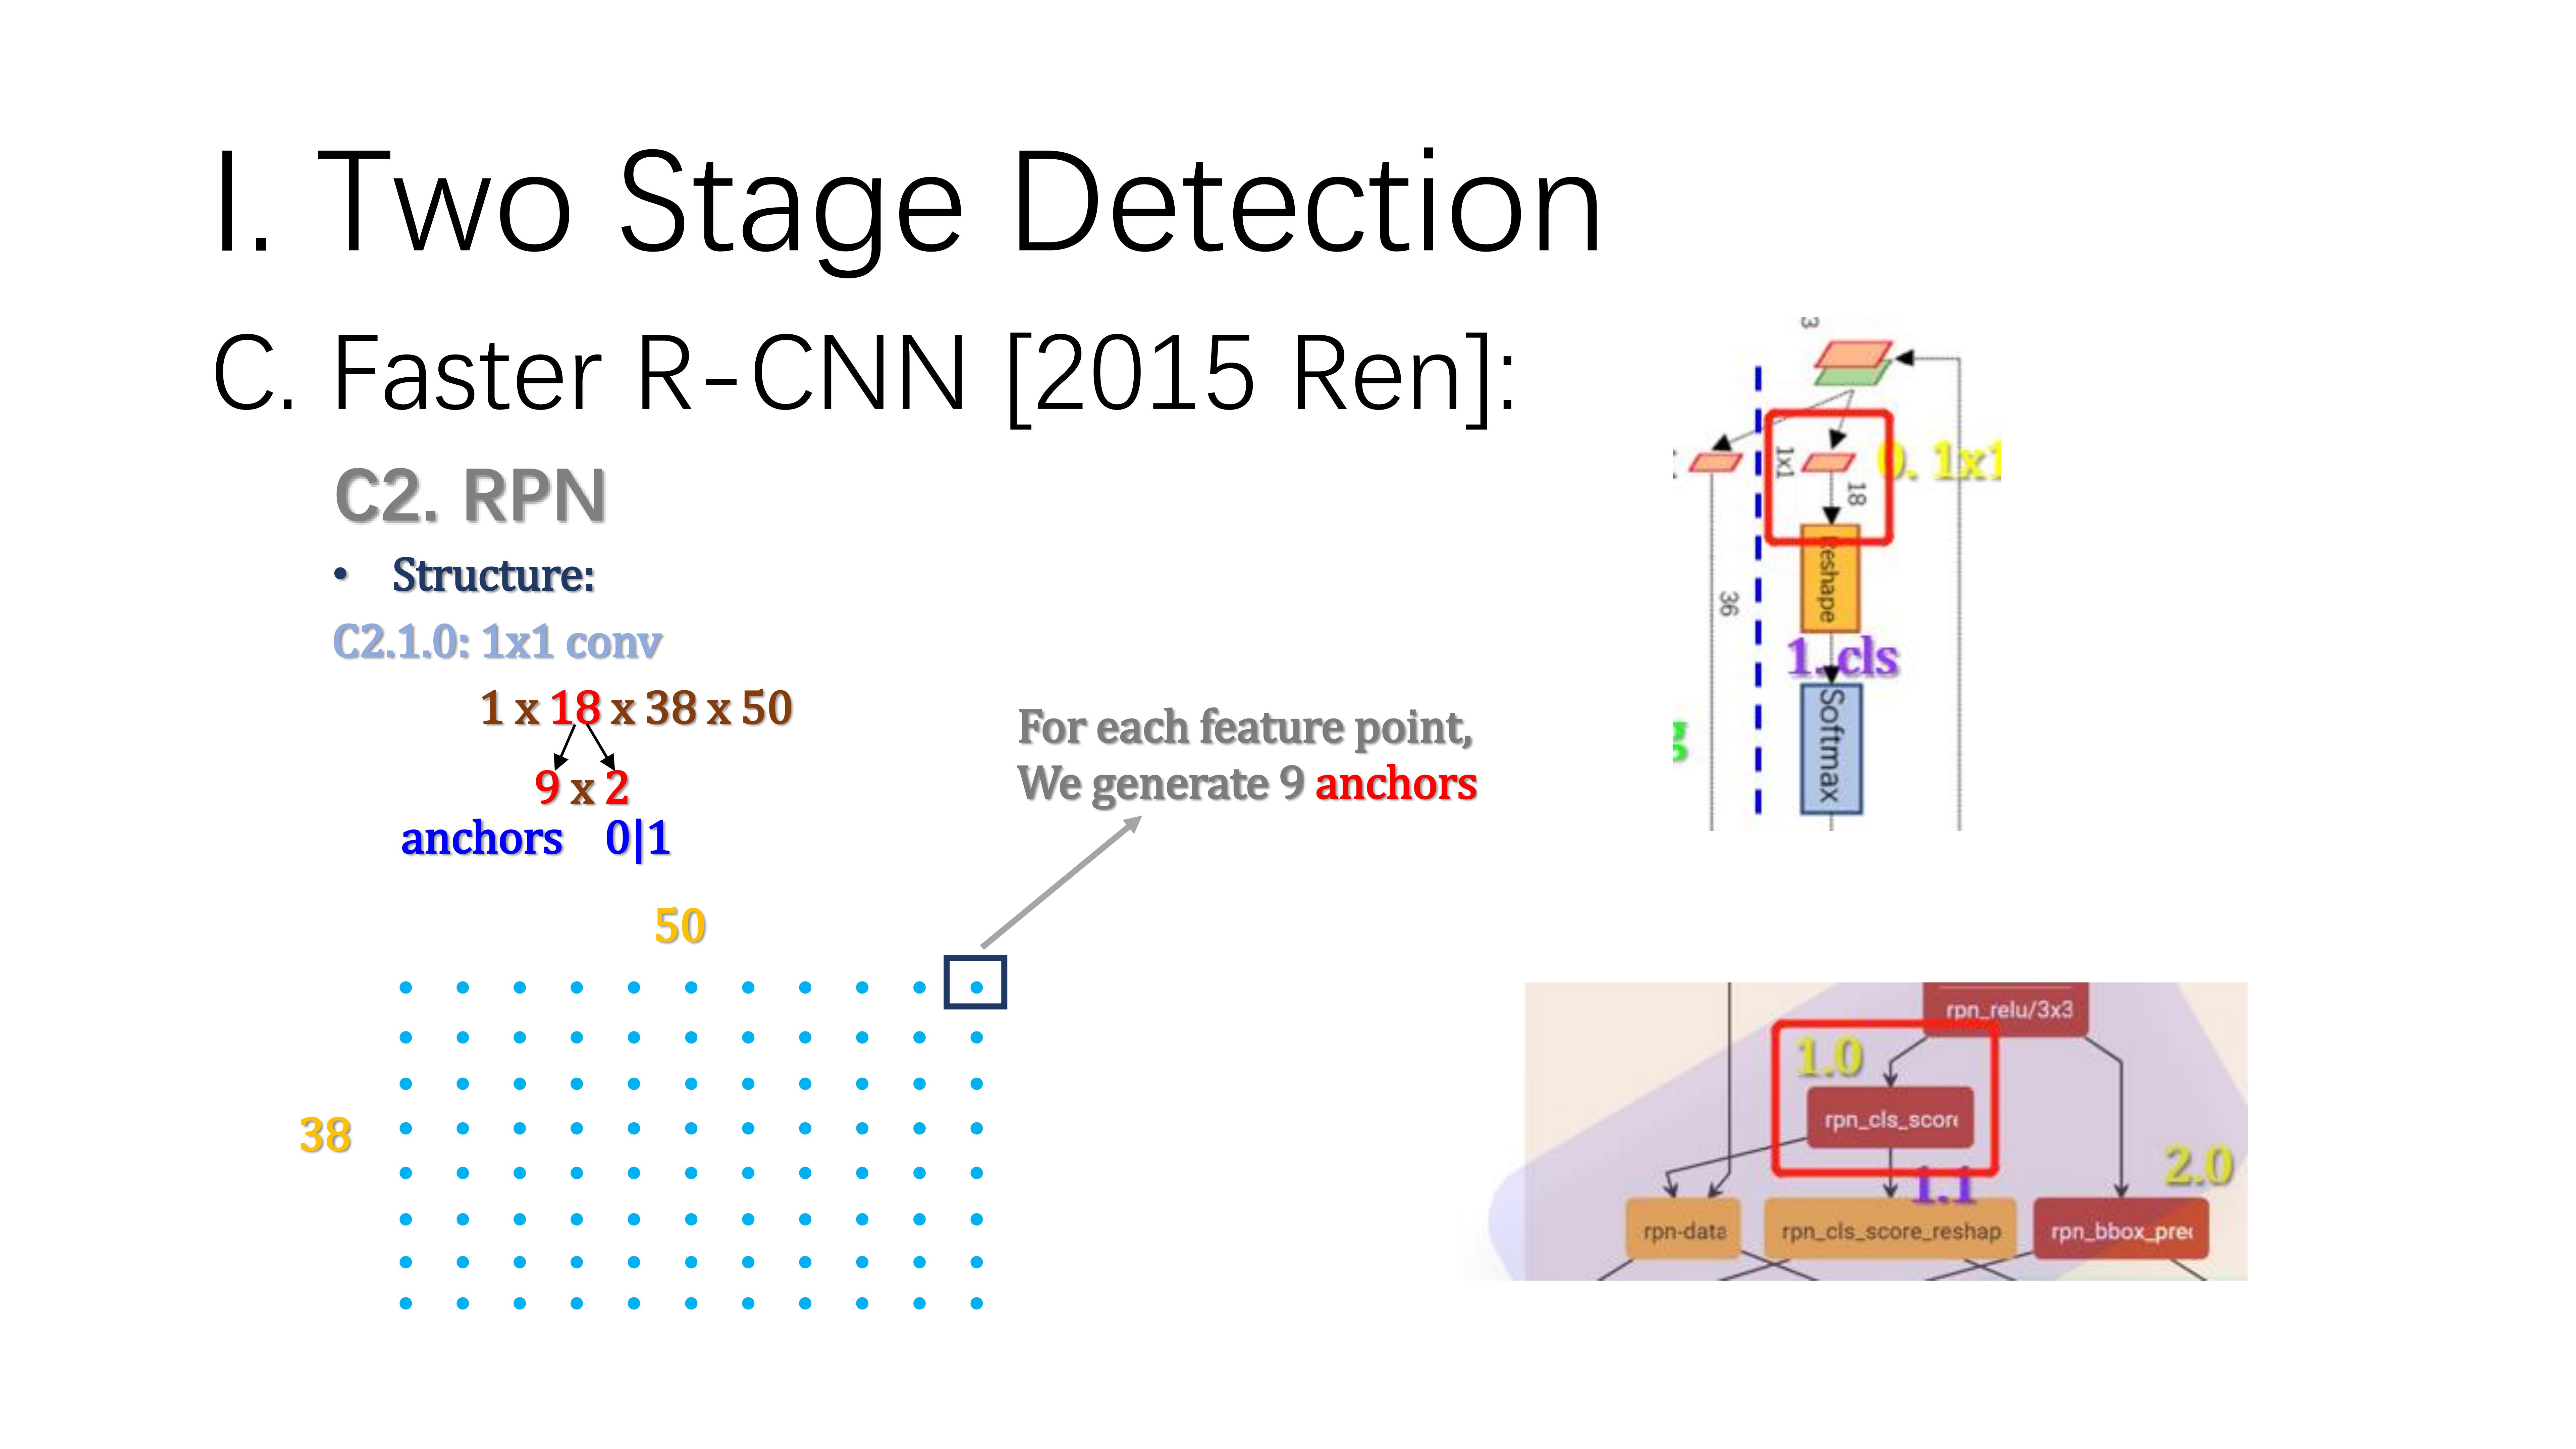 I. Two Stage Detection
C. Faster R-CNN [2015 Ren]:
C2. RPN
• Structure:
C2.1.0: 1x1 conv
1 x 18 x 38 x 50
9 x 2
anchors 0|1
For each feature point,
We generate 9 anchors
50
38
3
0. 1x1
1x1
18
Reshape
36
1. cls
Softmax
rpn_relu/3x3
1.0
rpn_cls_score
1.1
2.0
rpn-data
rpn_cls_score_reshap
rpn_bbox_pre